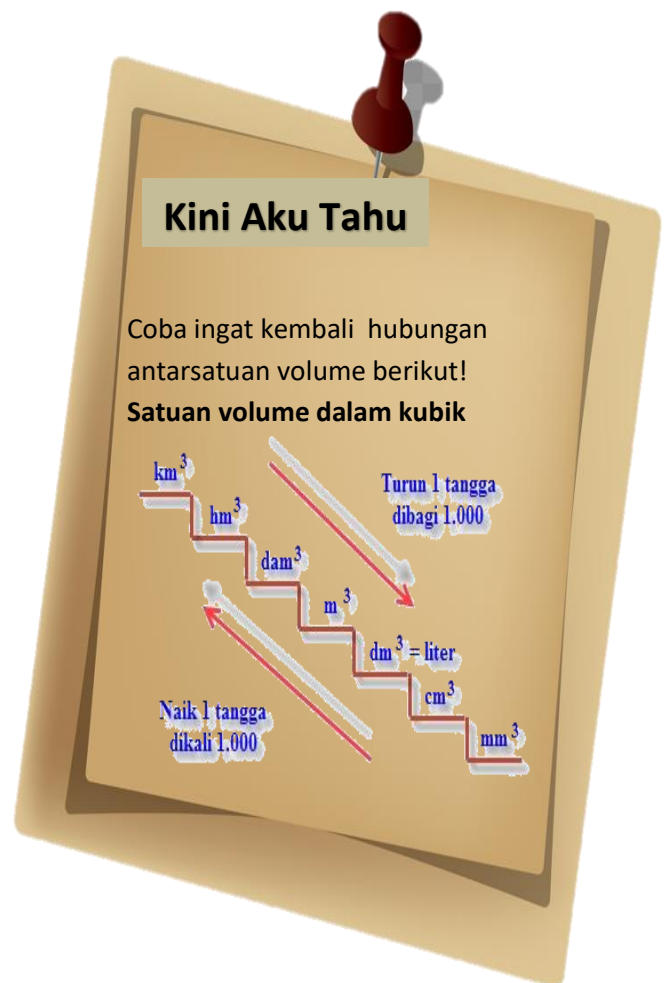 Kini Aku Tahu
Coba ingat kembali hubungan
antarsatuan volume berikut!
Satuan volume dalam kubik
km³
hm³
dam³
m³
dm³ = liter
cm³
mm³
Turun 1 tangga
dibagi 1.000
Naik 1 tangga
dikali 1.000